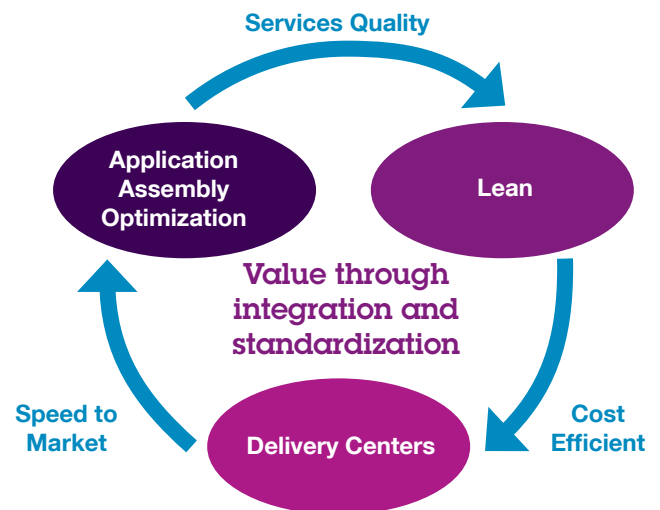 Services Quality
Application
Assembly
Optimization
Lean
Value through
integration and
standardization
Speed to
Market
Delivery Centers
Cost
Efficient